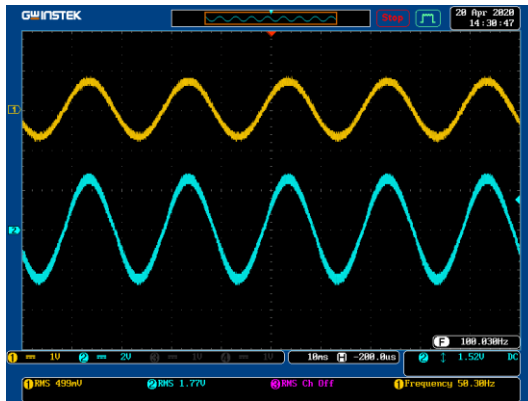 GWINSTEK Stop 20 Apr 2020
14:30:47
1
2
F 100.030Hz
1 1V 2 2V 3 1V 4 1V 10ms H -200.0us 2 1.52V DC
1 RMS 499mV 2 RMS 1.77V 3 RMS Ch Off 1 Frequency 50.30Hz